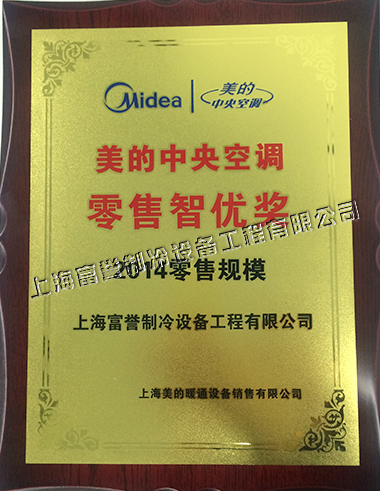 Midea 美的
中央空调
美的中央空调
零售智优奖
上海富誉制冷设备工程有限公司
2014零售规模
上海富誉制冷设备工程有限公司
上海美的暖通设备销售有限公司